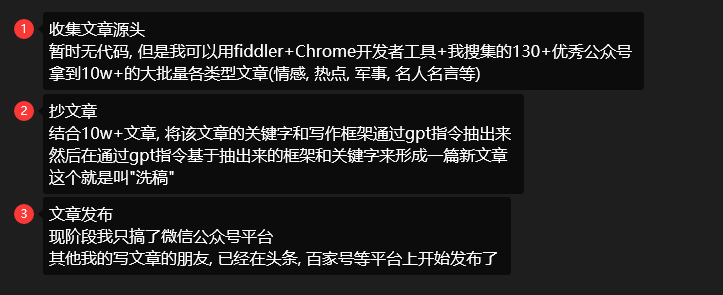 1 收集文章源头
暂时无代码, 但是我可以用fiddler+Chrome开发者工具+我搜集的130+优秀公众号
拿到10w+的大批量各类型文章(情感, 热点, 军事, 名人名言等)
2 抄文章
结合10w+文章, 将该文章的关键字和写作框架通过gpt指令抽出来
然后在通过gpt指令基于抽出来的框架和关键字来形成一篇新文章
这个就是叫"洗稿"
3 文章发布
现阶段我只搞了微信公众号平台
其他我的写文章的朋友, 已经在头条, 百家号等平台上开始发布了